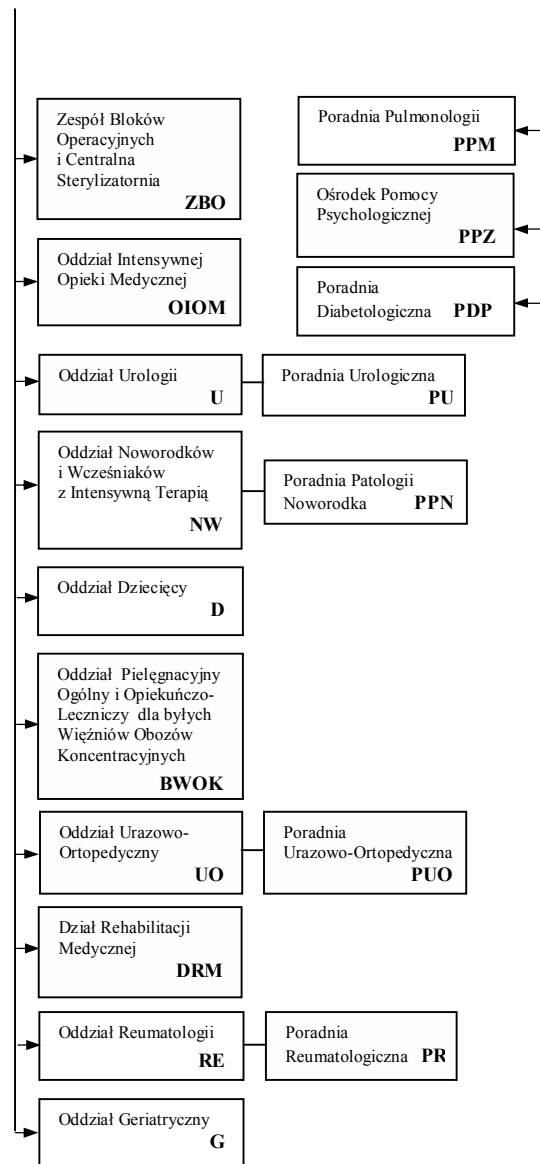 Zespół Bloków
Operacyjnych
i Centralna
Sterylizatornia
ZBO
Poradnia Pulmonologii
PPM
Ośrodek Pomocy
Psychologicznej
PPZ
Oddział Intensywnej
Opieki Medycznej
OIOM
Poradnia
Diabetologiczna PDP
Oddział Urologii
U
Poradnia Urologiczna
PU
Oddział Noworodków
i Wcześniaków
z Intensywną Terapią
NW
Poradnia Patologii
Noworodka PPN
Oddział Dziecięcy
D
Oddział Pielęgnacyjny
Ogólny i Opiekuńczo-
Leczniczy dla byłych
Więźniów Obozów
Koncentracyjnych
BWOK
Oddział Urazowo-
Ortopedyczny
UO
Poradnia
Urazowo-Ortopedyczna
PUO
Dział Rehabilitacji
Medycznej
DRM
Oddział Reumatologii
RE
Poradnia
Reumatologiczna PR
Oddział Geriatryczny
G